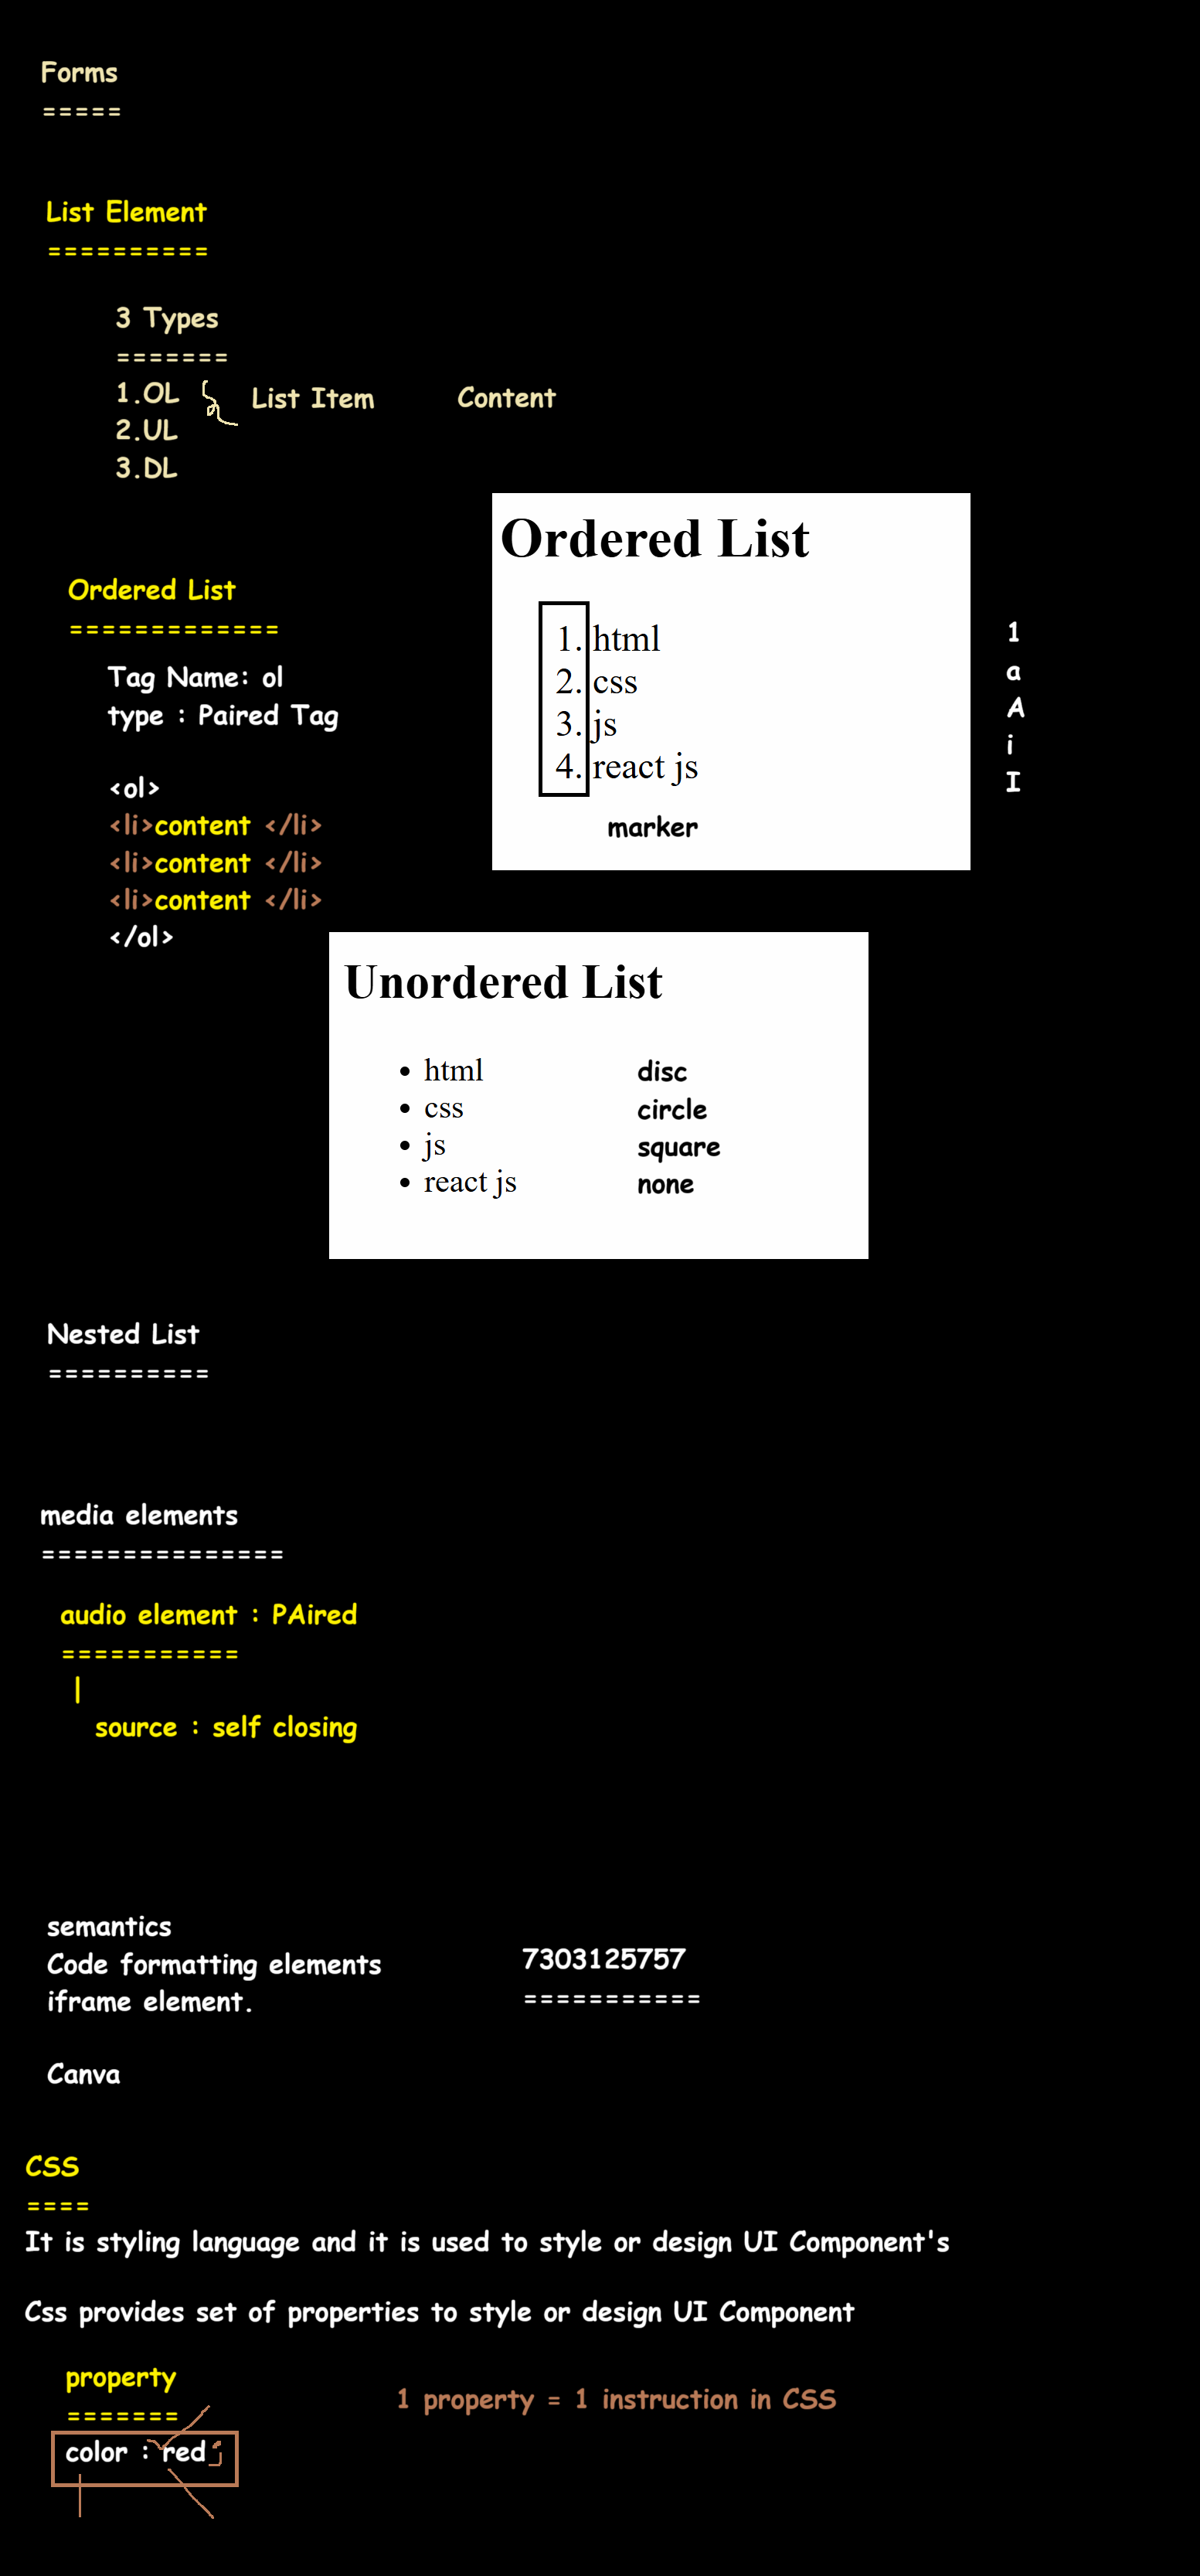 Forms
=====
List Element
==========
3 Types
=======
1.OL
List Item
Content
2.UL
3.DL
Ordered List
=============
Tag Name: ol
type : Paired Tag
<ol>
<li>content </li>
<li>content </li>
<li>content </li>
</ol>
Ordered List
1. html
2. css
3. js
4. react js
marker
1
a
A
i
I
Unordered List
• html
• css
• js
• react js
disc
circle
square
none
Nested List
==========
media elements
===============
audio element : PAired
===========
|
source : self closing
semantics
Code formatting elements
iframe element.
7303125757
===========
Canva
CSS
====
It is styling language and it is used to style or design UI Component's
Css provides set of properties to style or design UI Component
property
=======
color : red;
1 property = 1 instruction in CSS